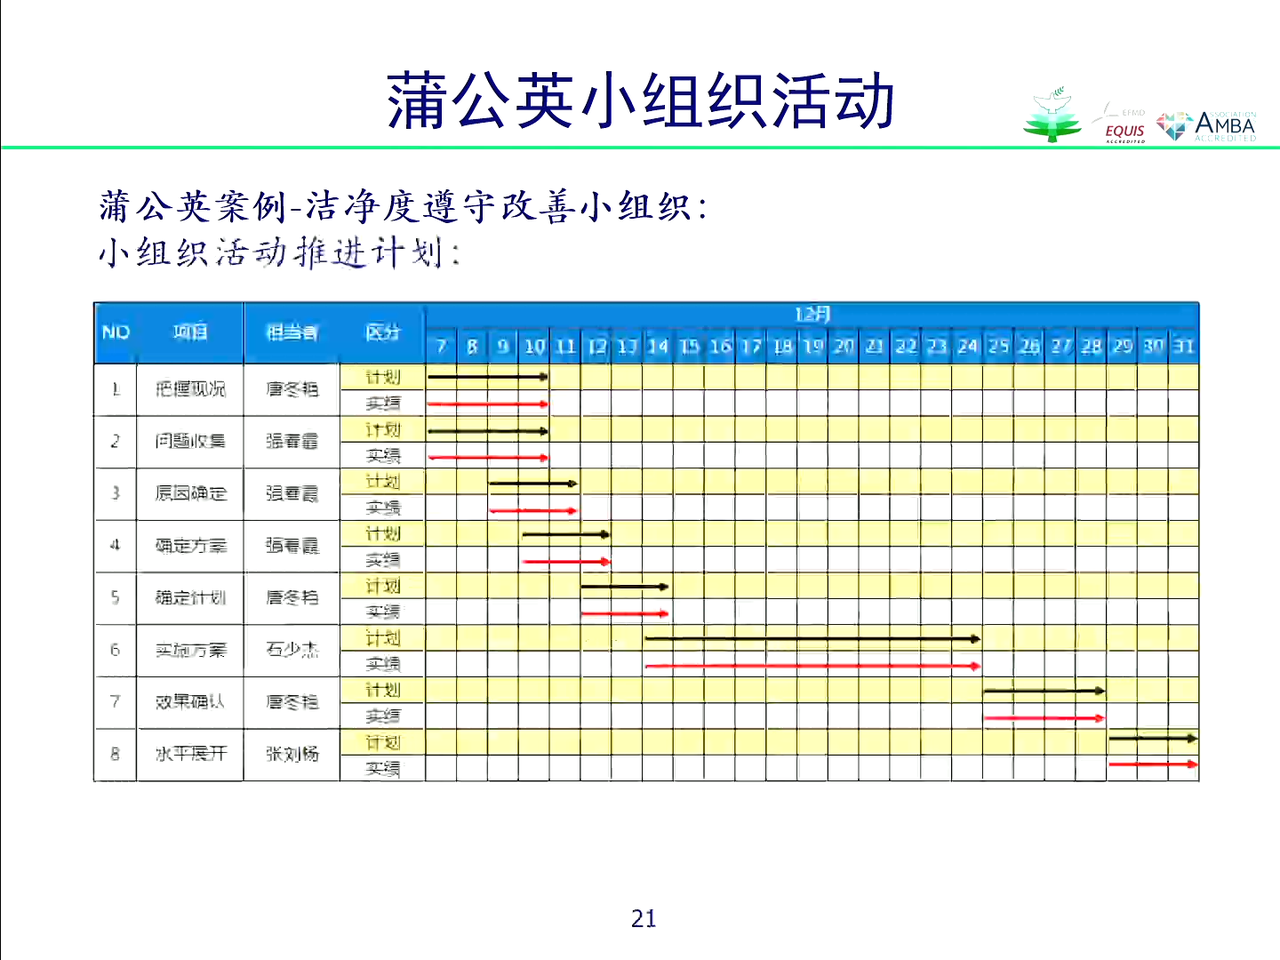 蒲公英小组织活动
EFMD
EQUIS
ACCREDITED
ASSOCIATION
AMBA
ACCREDITED
蒲公英案例-洁净度遵守改善小组织：
小组织活动推进计划：
NO 项目 担当者 区分 12月
7 8 9 10 11 12 13 14 15 16 17 18 19 20 21 22 23 24 25 26 27 28 29 30 31
1 把握现况 唐冬艳 计划
实绩
2 问题收集 张春霞 计划
实绩
3 原因确定 张春霞 计划
实绩
4 确定方案 张春霞 计划
实绩
5 确定计划 唐冬艳 计划
实绩
6 实施方案 石少杰 计划
实绩
7 效果确认 唐冬艳 计划
实绩
8 水平展开 张刘杨 计划
实绩
21